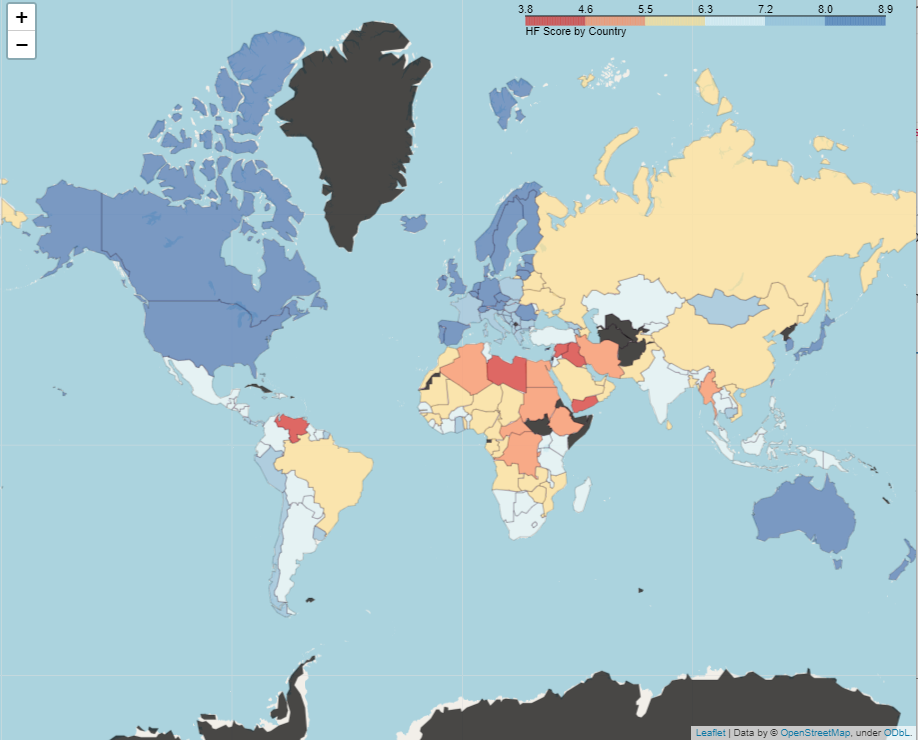 +
−
3.8 4.6 5.5 6.3 7.2 8.0 8.9
HF Score by Country
Leaflet | Data by © OpenStreetMap, under ODbL.